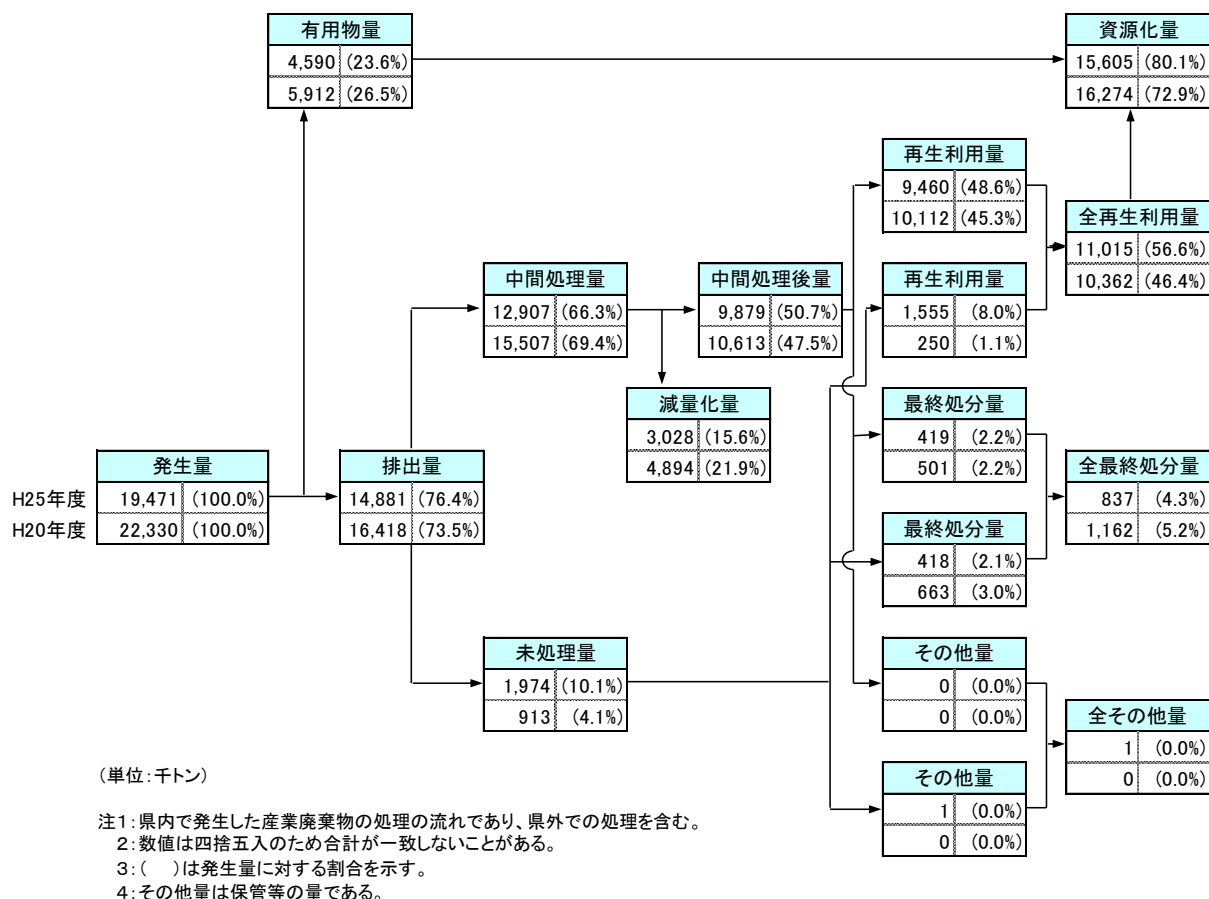 有用物量
4,590 (23.6%)
5,912 (26.5%)
資源化量
15,605 (80.1%)
16,274 (72.9%)
再生利用量
9,460 (48.6%)
10,112 (45.3%)
全再生利用量
11,015 (56.6%)
10,362 (46.4%)
中間処理量
12,907 (66.3%)
15,507 (69.4%)
中間処理後量
9,879 (50.7%)
10,613 (47.5%)
再生利用量
1,555 (8.0%)
250 (1.1%)
減量化量
3,028 (15.6%)
4,894 (21.9%)
最終処分量
419 (2.2%)
501 (2.2%)
発生量
H25年度 19,471 (100.0%)
H20年度 22,330 (100.0%)
排出量
14,881 (76.4%)
16,418 (73.5%)
全最終処分量
837 (4.3%)
1,162 (5.2%)
最終処分量
418 (2.1%)
663 (3.0%)
未処理量
1,974 (10.1%)
913 (4.1%)
その他量
0 (0.0%)
0 (0.0%)
全その他量
1 (0.0%)
0 (0.0%)
その他量
1 (0.0%)
0 (0.0%)
(単位:千トン)
注1:県内で発生した産業廃棄物の処理の流れであり、県外での処理を含む。
2:数値は四捨五入のため合計が一致しないことがある。
3:(　)は発生量に対する割合を示す。
4:その他量は保管等の量である。